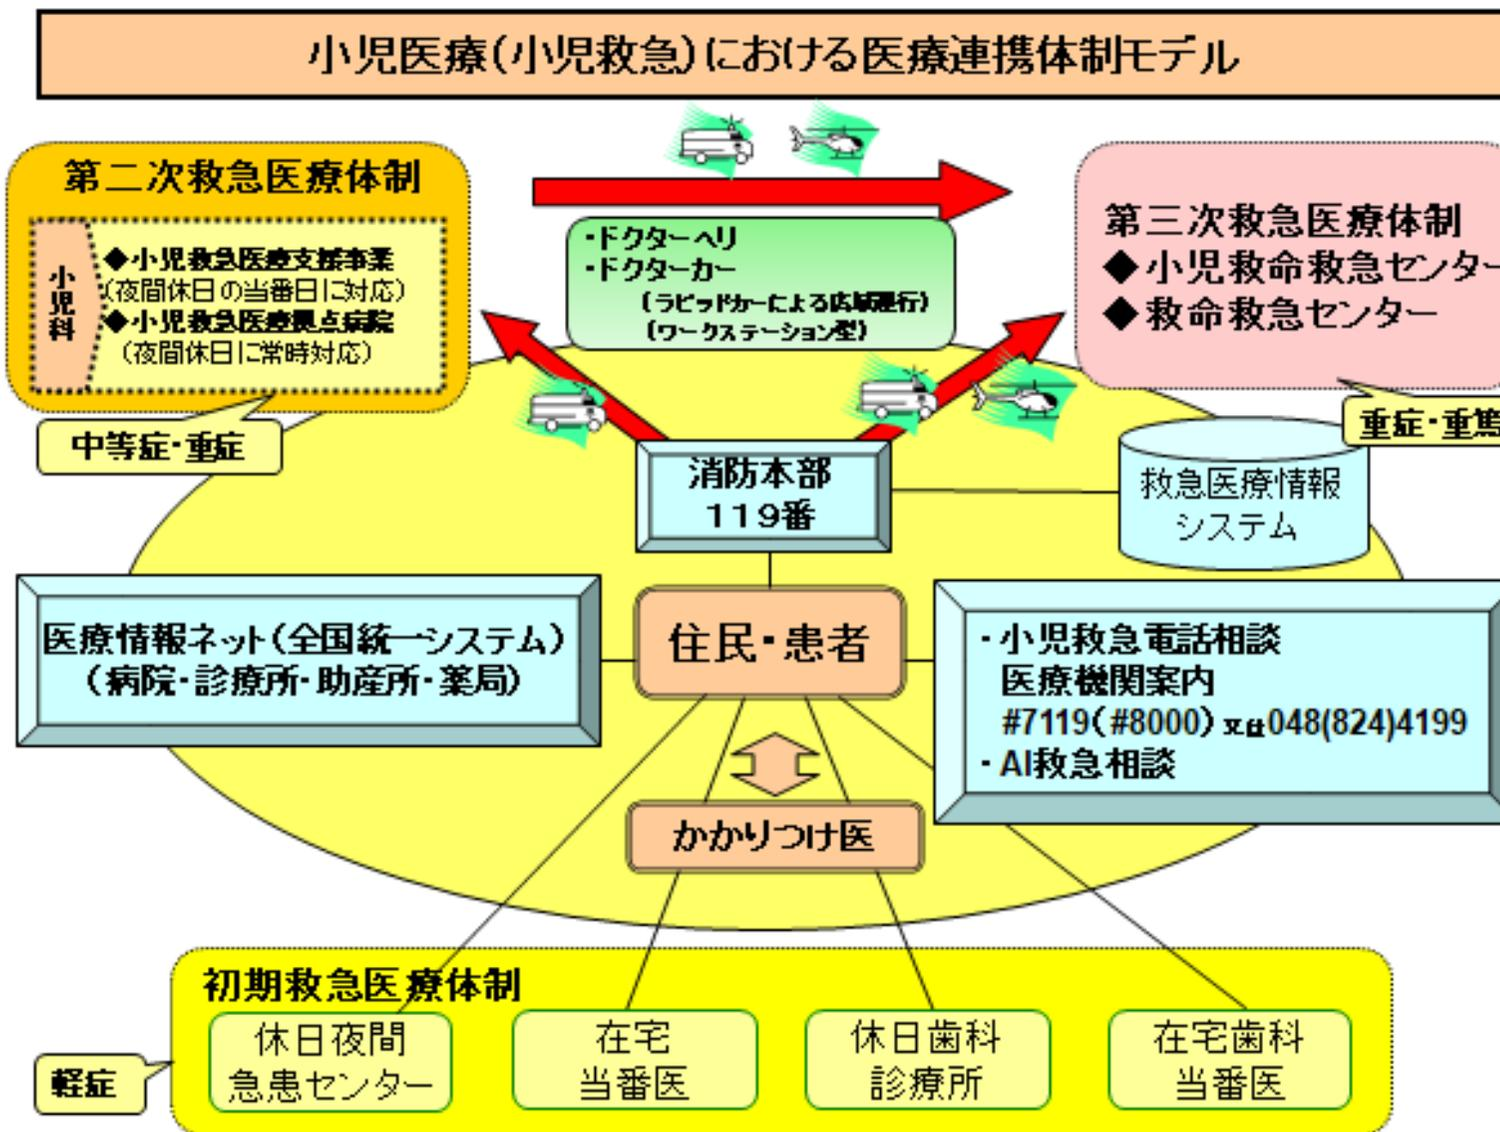 小児医療(小児救急)における医療連携体制モデル
第二次救急医療体制
小児科
◆小児救急医療支援事業
(夜間休日の当番日に対応)
◆小児救急医療拠点病院
(夜間休日に常時対応)
中等症・重症
・ドクターヘリ
・ドクターカー
(ラピッドカーによる広域運行)
(ワークステーション型)
第三次救急医療体制
◆小児救命救急センター
◆救命救急センター
重症・重篤
消防本部
119番
救急医療情報
システム
医療情報ネット(全国統一システム)
(病院・診療所・助産所・薬局)
住民・患者
・小児救急電話相談
医療機関案内
#7119(#8000)又は048(824)4199
・AI救急相談
かかりつけ医
初期救急医療体制
軽症
休日夜間
急患センター
在宅
当番医
休日歯科
診療所
在宅歯科
当番医